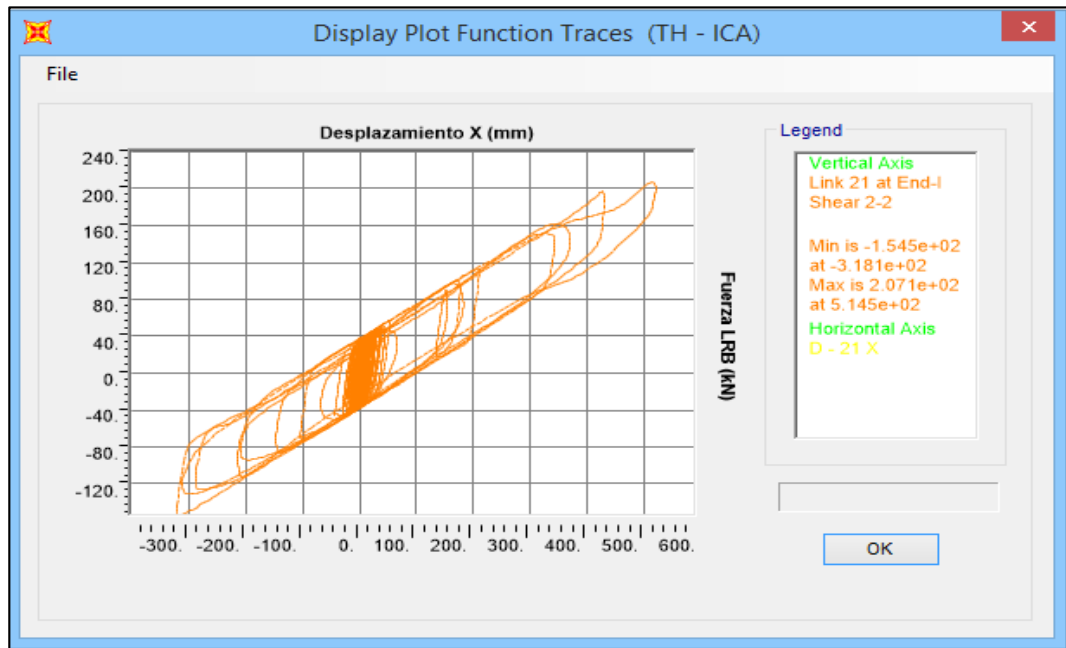 Display Plot Function Traces (TH - ICA)
File
Desplazamiento X (mm)
240.
200.
160.
120.
80.
40.
0.
-40.
-80.
-120.
-300. -200. -100. 0. 100. 200. 300. 400. 500. 600.
Fuerza LRB (kN)
Legend
Vertical Axis
Link 21 at End-I
Shear 2-2
Min is -1.545e+02
at -3.181e+02
Max is 2.071e+02
at 5.145e+02
Horizontal Axis
D - 21 X
OK